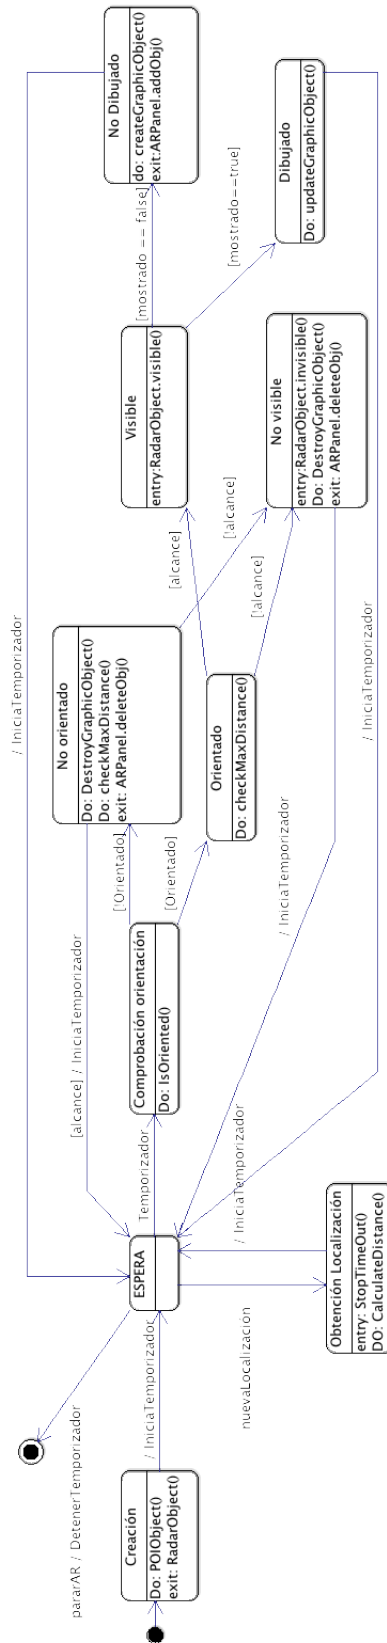 Creación
Do: POIObject()
exit: RadarObject()
/ IniciaTemporizador
pararAR / DetenerTemporizador
ESPERA
nuevaLocalización
/ IniciaTemporizador
Obtención Localización
entry: StopTimeOut()
DO: CalculateDistance()
Temporizador
Comprobación orientación
Do: IsOriented()
[!Orientado]
[Orientado]
[alcance] / IniciaTemporizador
No orientado
Do: DestroyGraphicObject()
Do: checkMaxDistance()
exit: ARPanel.deleteObj()
Orientado
Do: checkMaxDistance()
/ IniciaTemporizador
/ IniciaTemporizador
/ IniciaTemporizador
[alcance]
[!alcance]
[!alcance]
Visible
entry:RadarObject.visible()
No visible
entry:RadarObject.invisible()
Do: DestroyGraphicObject()
exit: ARPanel.deleteObj()
[mostrado == false]
[mostrado==true]
No Dibujado
do: createGraphicObject()
exit:ARPanel.addObj()
Dibujado
Do: updateGraphicObject()